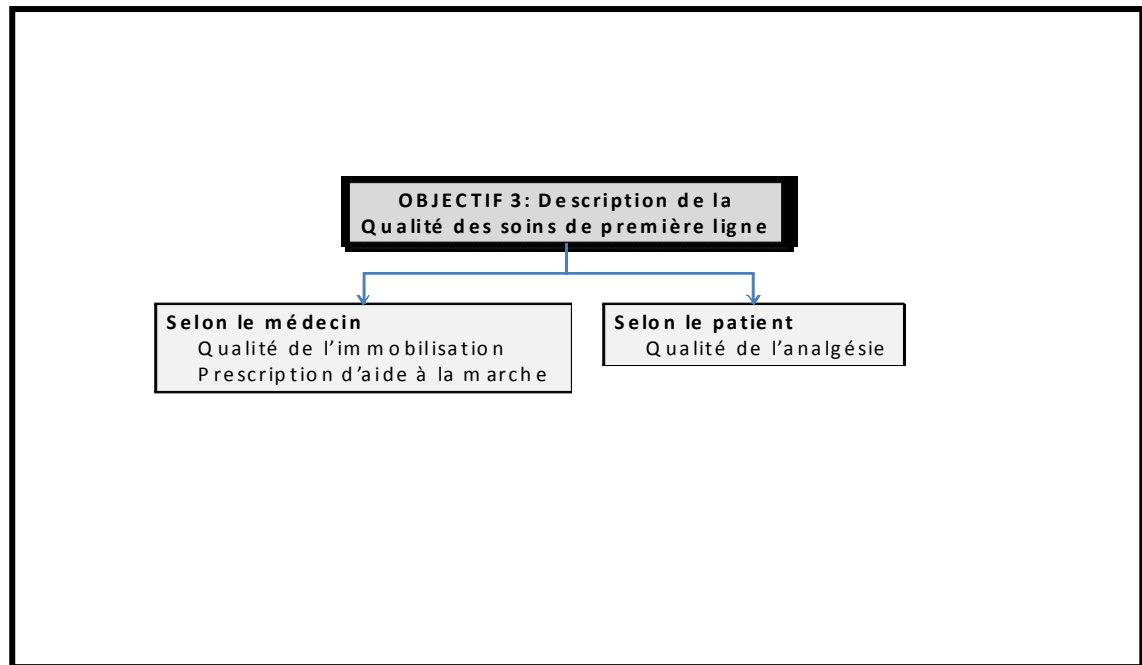 OBJECTIF 3: Description de la
Qualité des soins de première ligne
Selon le médecin
Qualité de l'immobilisation
Prescription d'aide à la marche
Selon le patient
Qualité de l'analgésie